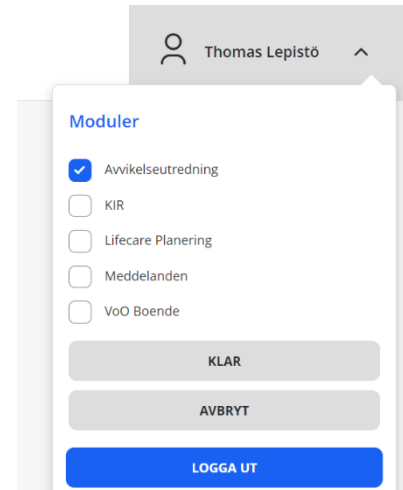 Thomas Lepistö
Moduler
Avvikelseutredning
KIR
Lifecare Planering
Meddelanden
VoO Boende
KLAR
AVBRYT
LOGGA UT